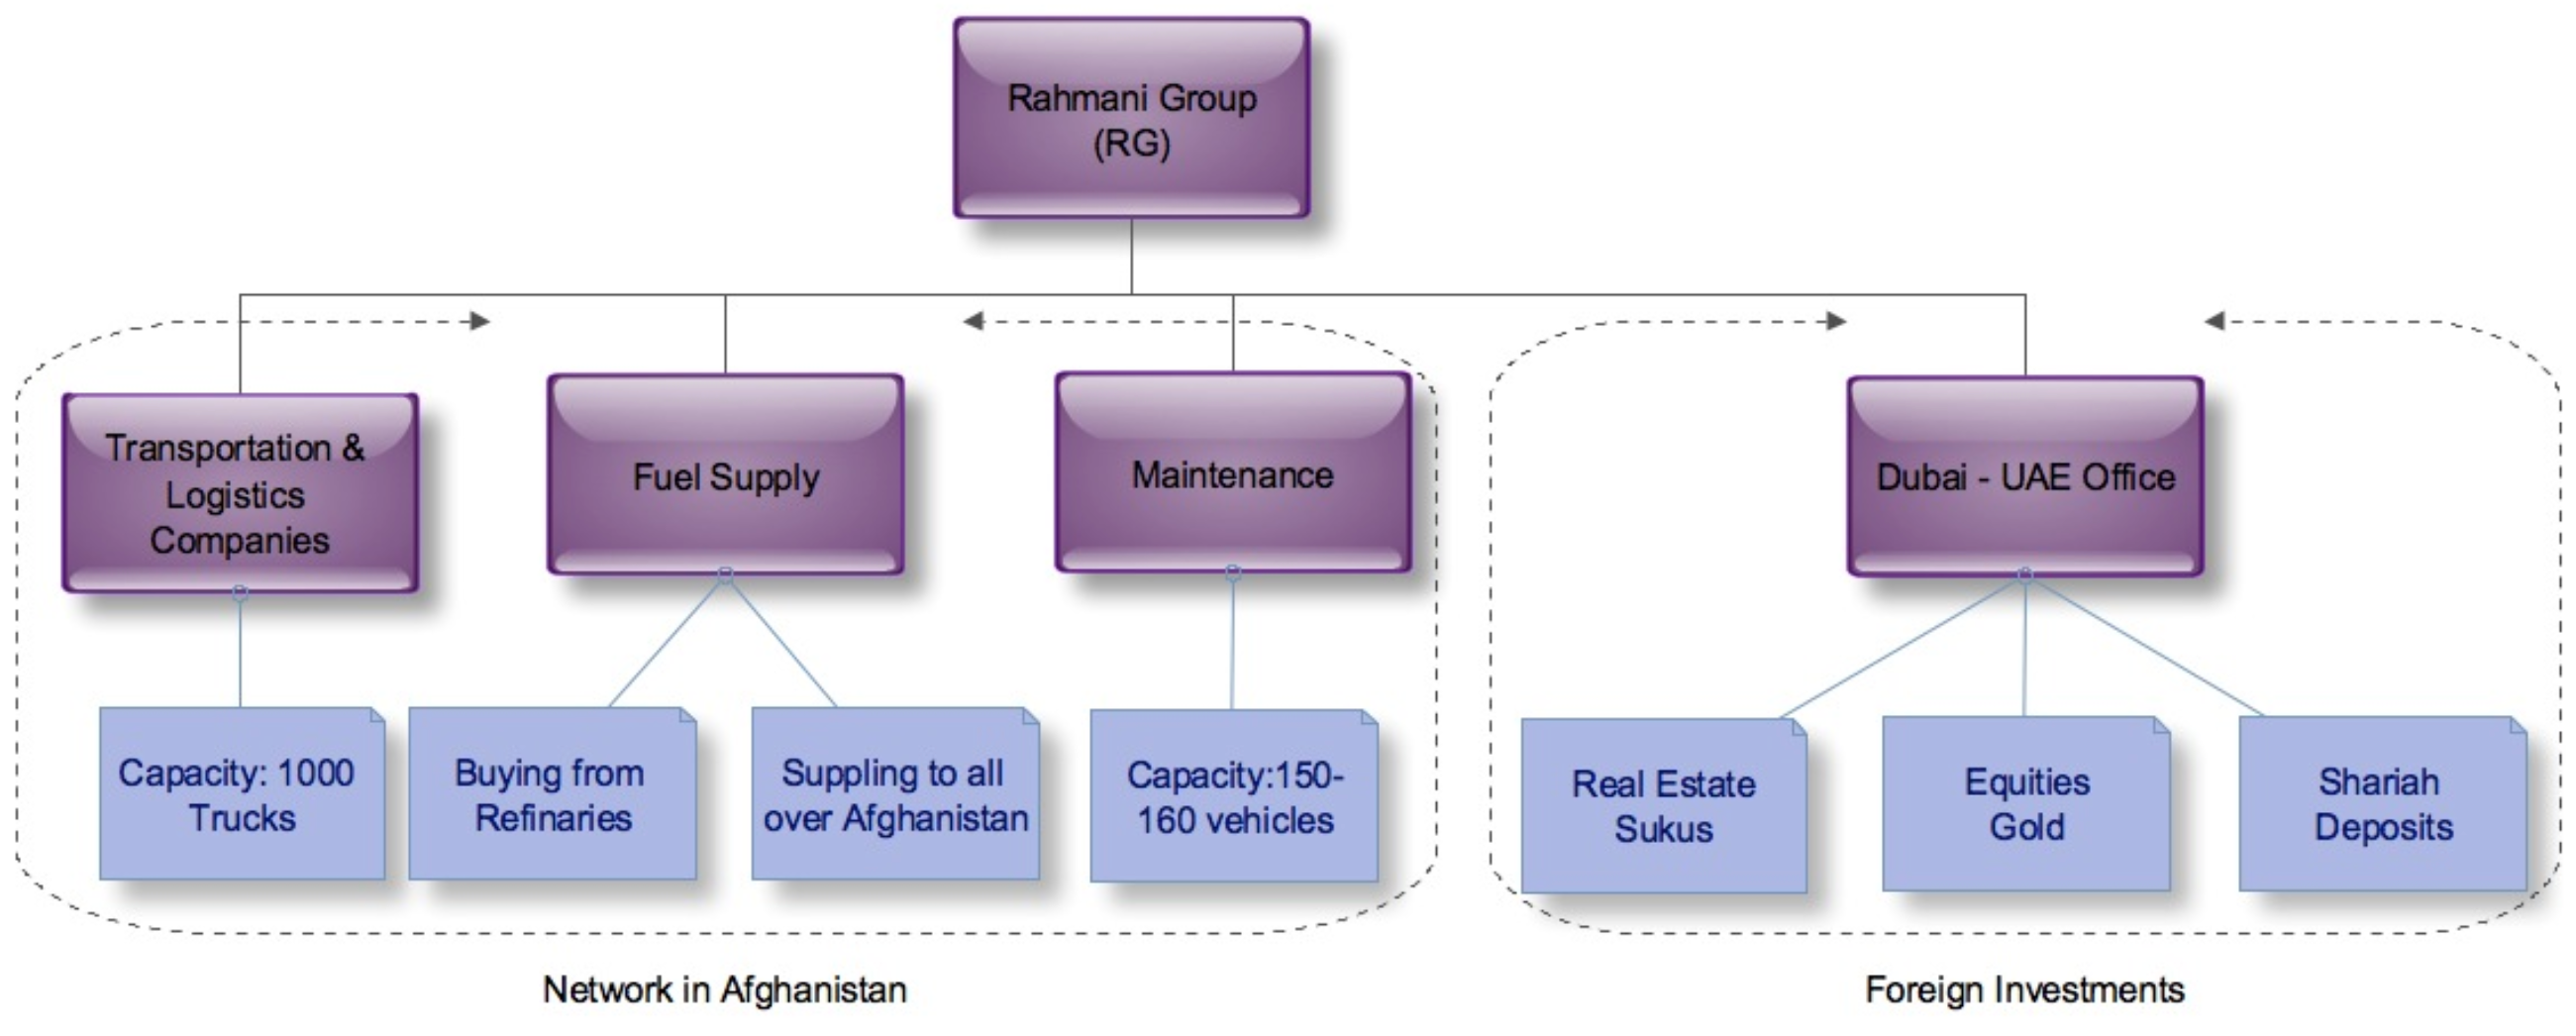 Rahmani Group
(RG)
Transportation &
Logistics
Companies
Fuel Supply
Maintenance
Dubai - UAE Office
Capacity: 1000
Trucks
Buying from
Refinaries
Suppling to all
over Afghanistan
Capacity:150-
160 vehicles
Real Estate
Sukus
Equities
Gold
Shariah
Deposits
Network in Afghanistan
Foreign Investments